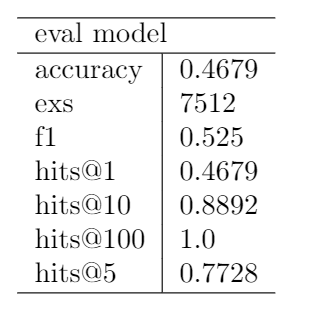 eval model
accuracy 0.4679
exs 7512
f1 0.525
hits@1 0.4679
hits@10 0.8892
hits@100 1.0
hits@5 0.7728